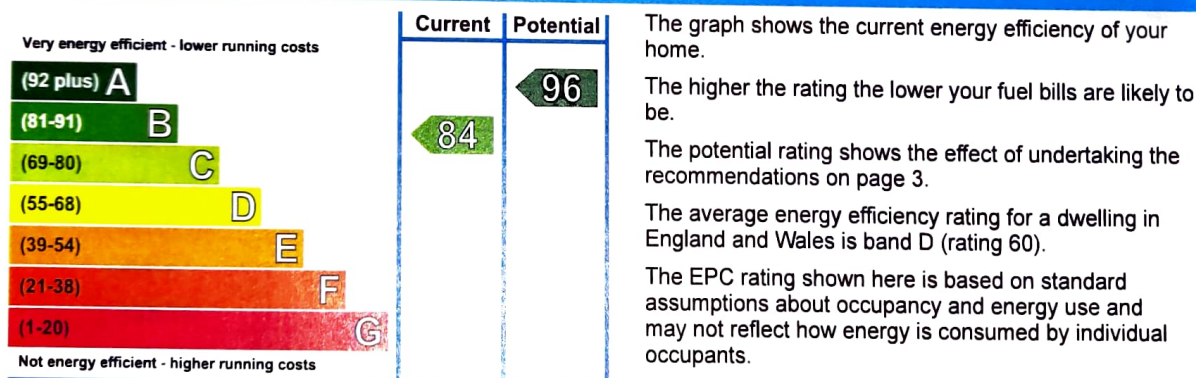 Current Potential
Very energy efficient - lower running costs
(92 plus) A
96
(81-91) B
84
(69-80) C
(55-68) D
(39-54) E
(21-38) F
(1-20) G
Not energy efficient - higher running costs
The graph shows the current energy efficiency of your
home.
The higher the rating the lower your fuel bills are likely to
be.
The potential rating shows the effect of undertaking the
recommendations on page 3.
The average energy efficiency rating for a dwelling in
England and Wales is band D (rating 60).
The EPC rating shown here is based on standard
assumptions about occupancy and energy use and
may not reflect how energy is consumed by individual
occupants.